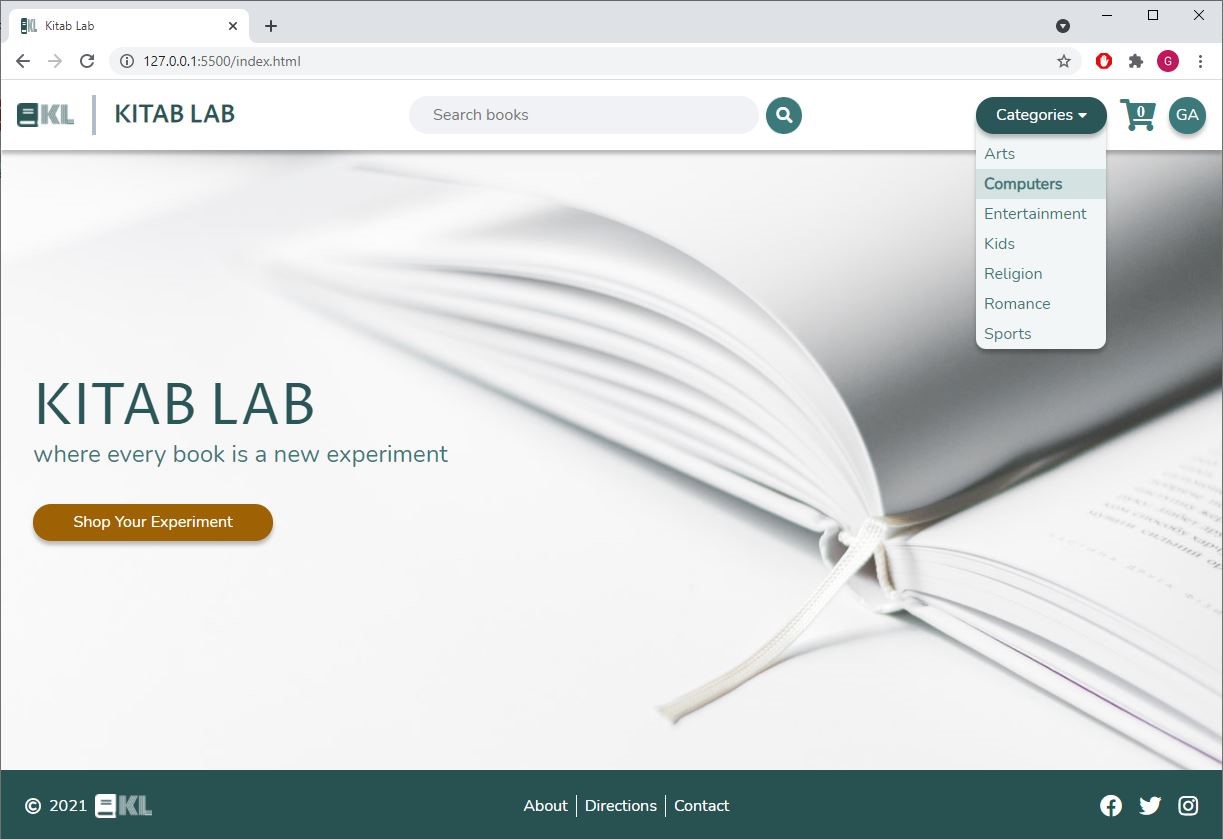 Kitab Lab
127.0.0.1:5500/index.html
G
KL
KITAB LAB
Search books
Categories
0
GA
Arts
Computers
Entertainment
Kids
Religion
Romance
Sports
KITAB LAB
where every book is a new experiment
Shop Your Experiment
© 2021 KL
About
Directions
Contact